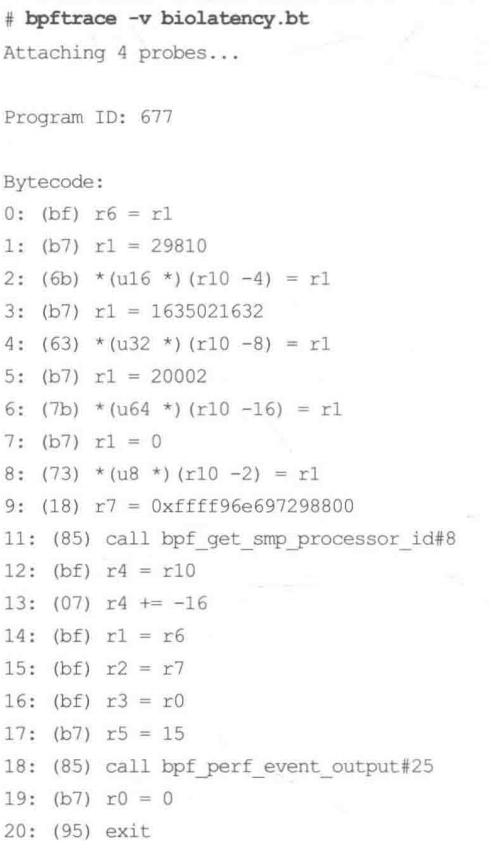 # bpftrace -v biolatency.bt
Attaching 4 probes...
Program ID: 677
Bytecode:
0: (bf) r6 = r1
1: (b7) r1 = 29810
2: (6b) *(u16 *)(r10 -4) = r1
3: (b7) r1 = 1635021632
4: (63) *(u32 *)(r10 -8) = r1
5: (b7) r1 = 20002
6: (7b) *(u64 *)(r10 -16) = r1
7: (b7) r1 = 0
8: (73) *(u8 *)(r10 -2) = r1
9: (18) r7 = 0xffff96e697298800
11: (85) call bpf_get_smp_processor_id#8
12: (bf) r4 = r10
13: (07) r4 += -16
14: (bf) r1 = r6
15: (bf) r2 = r7
16: (bf) r3 = r0
17: (b7) r5 = 15
18: (85) call bpf_perf_event_output#25
19: (b7) r0 = 0
20: (95) exit